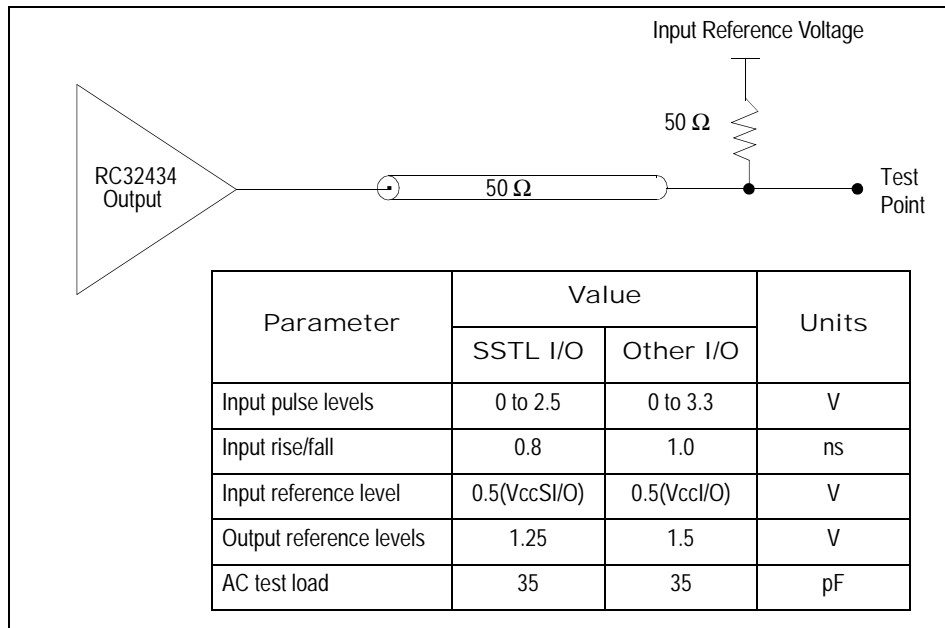 Input Reference Voltage
50 Ω
RC32434
Output
50 Ω
Test
Point
Parameter Value Units
SSTL I/O Other I/O
Input pulse levels 0 to 2.5 0 to 3.3 V
Input rise/fall 0.8 1.0 ns
Input reference level 0.5(VccSI/O) 0.5(VccI/O) V
Output reference levels 1.25 1.5 V
AC test load 35 35 pF